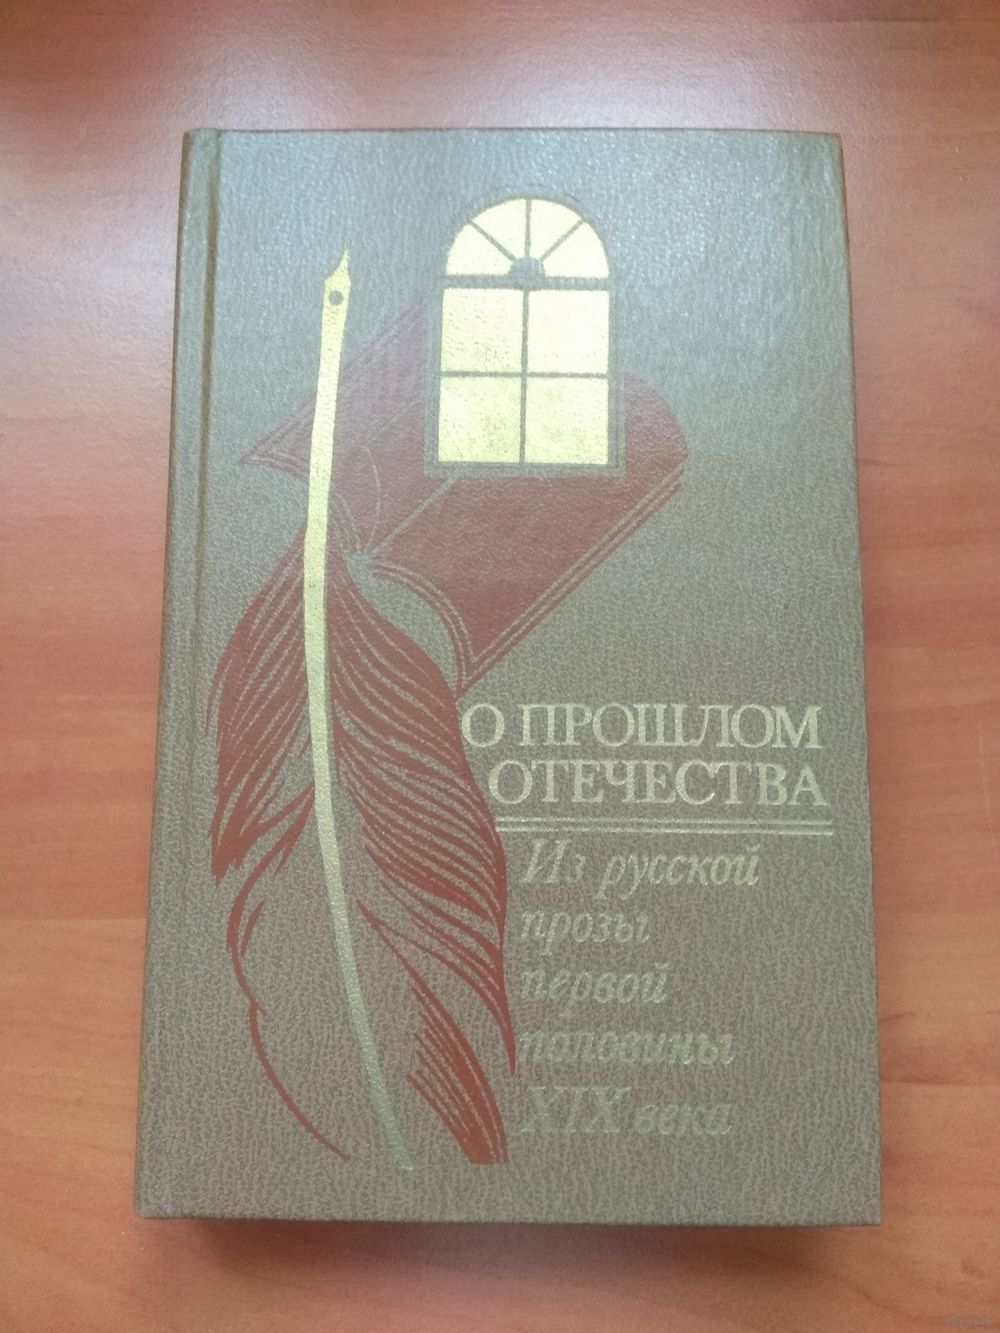 О ПРОШЛОМ
ОТЕЧЕСТВА
Из русской
прозы
первой
половины
XIX века